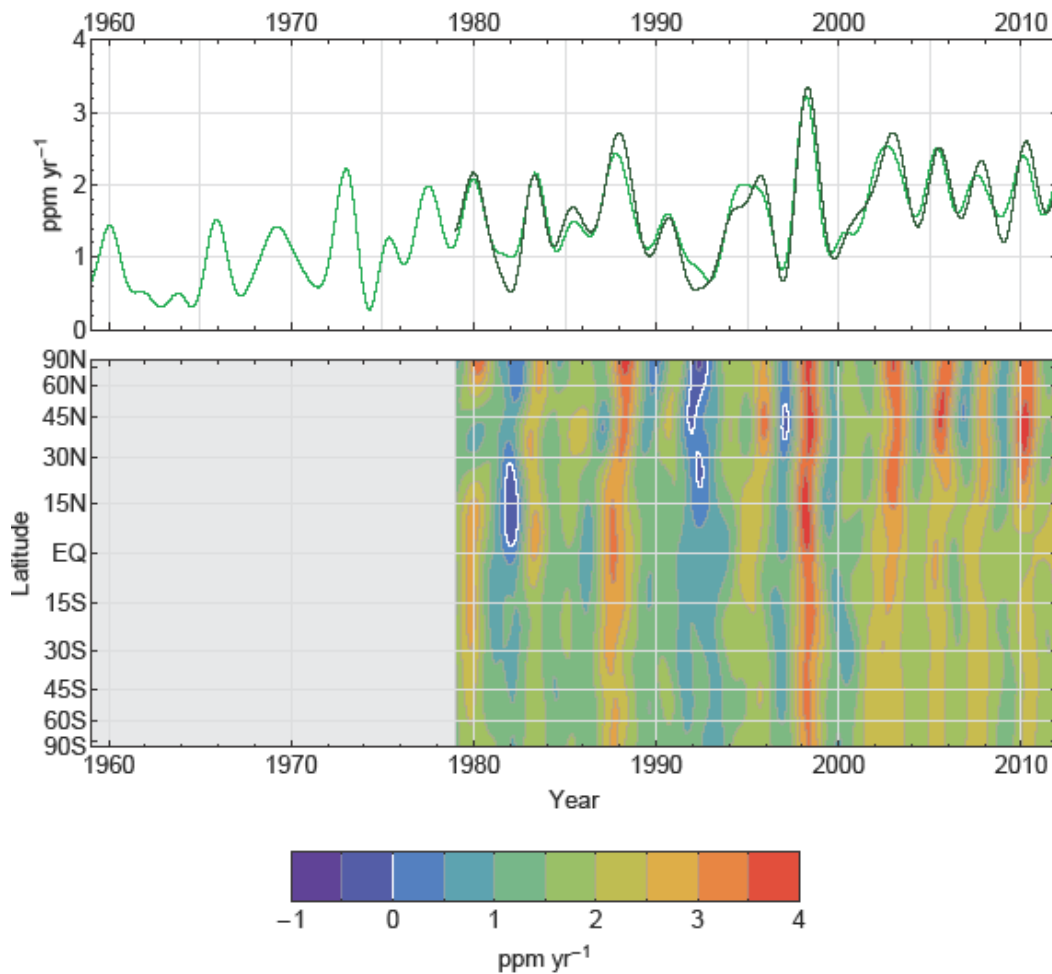 1960 1970 1980 1990 2000 2010
4
3
2
1
0
ppm yr⁻¹
90N
60N
45N
30N
15N
EQ
15S
30S
45S
60S
90S
Latitude
1960 1970 1980 1990 2000 2010
Year
−1 0 1 2 3 4
ppm yr⁻¹